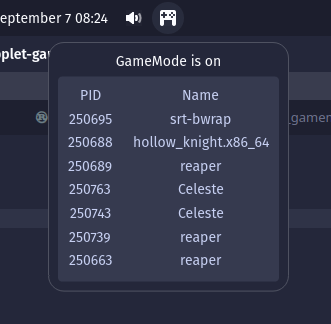 eptember 7 08:24
plet-ga
GameMode is on
PID Name
250695 srt-bwrap
250688 hollow_knight.x86_64
250689 reaper
250763 Celeste
250743 Celeste
250739 reaper
250663 reaper
_gamer